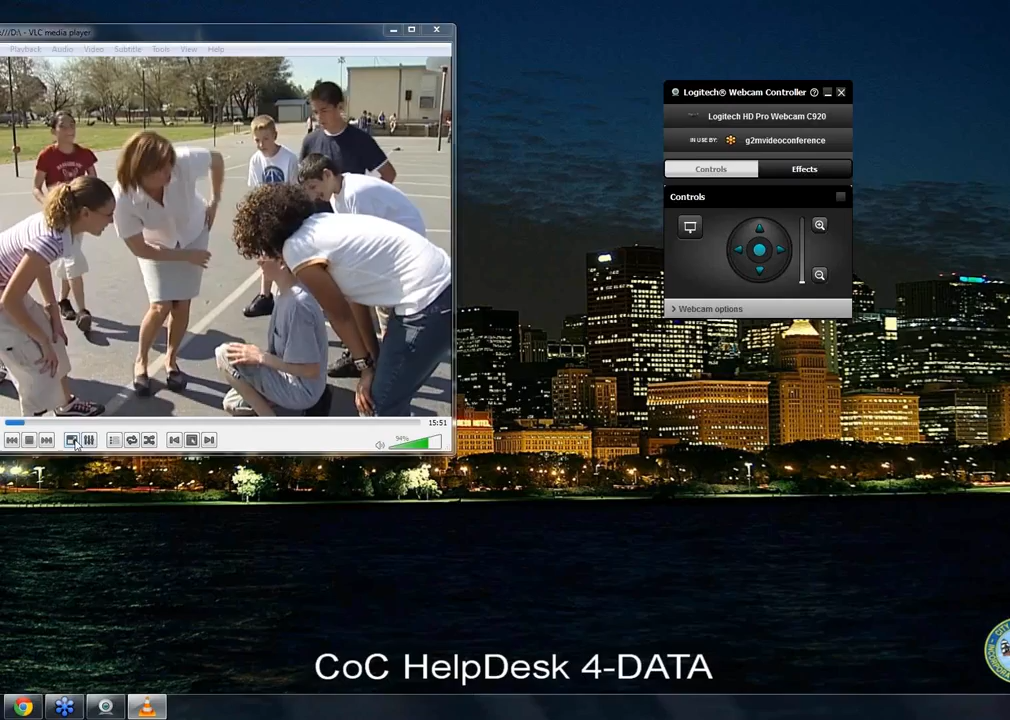 ///D:\ - VLC media player
Playback Audio Video Subtitle Tools View Help
15:51
94%
Logitech® Webcam Controller
Logitech HD Pro Webcam C920
IN USE BY: g2mvideoconference
Controls Effects
Controls
Webcam options
CoC HelpDesk 4-DATA